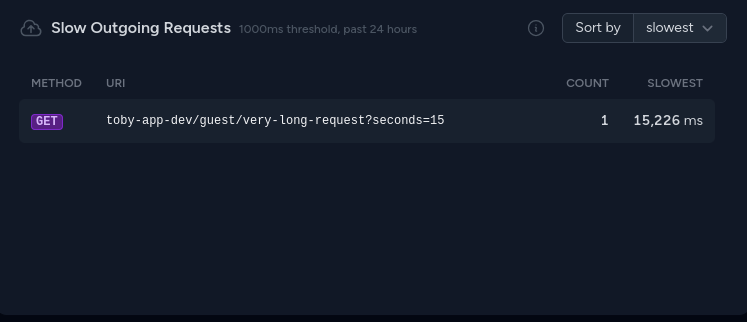 Slow Outgoing Requests 1000ms threshold, past 24 hours Sort by slowest
METHOD URI COUNT SLOWEST
GET toby-app-dev/guest/very-long-request?seconds=15 1 15,226 ms